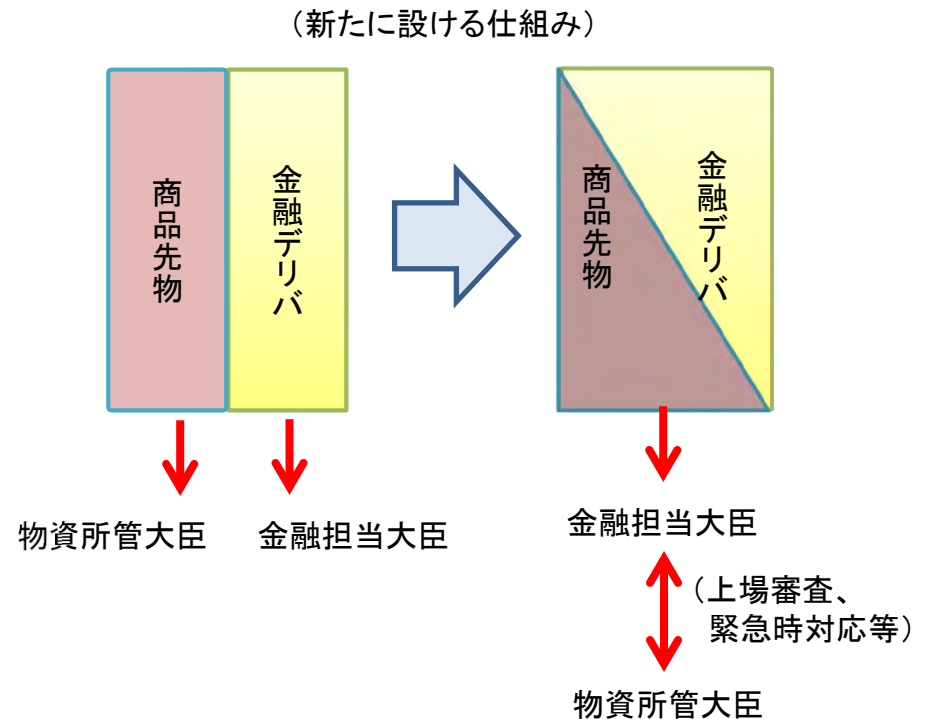 （新たに設ける仕組み）
商品先物
金融デリバ
商品先物
金融デリバ
物資所管大臣
金融担当大臣
金融担当大臣
（上場審査、
緊急時対応等）
物資所管大臣